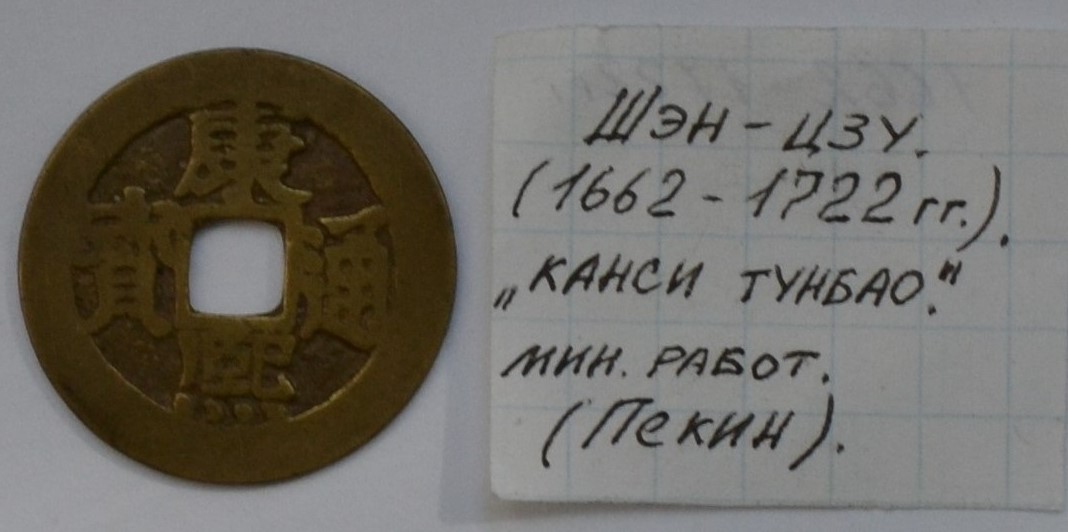 康熙通寶
Шэн-цзу.
(1662-1722 гг.).
„Канси тунбао."
мин. работ.
(Пекин).